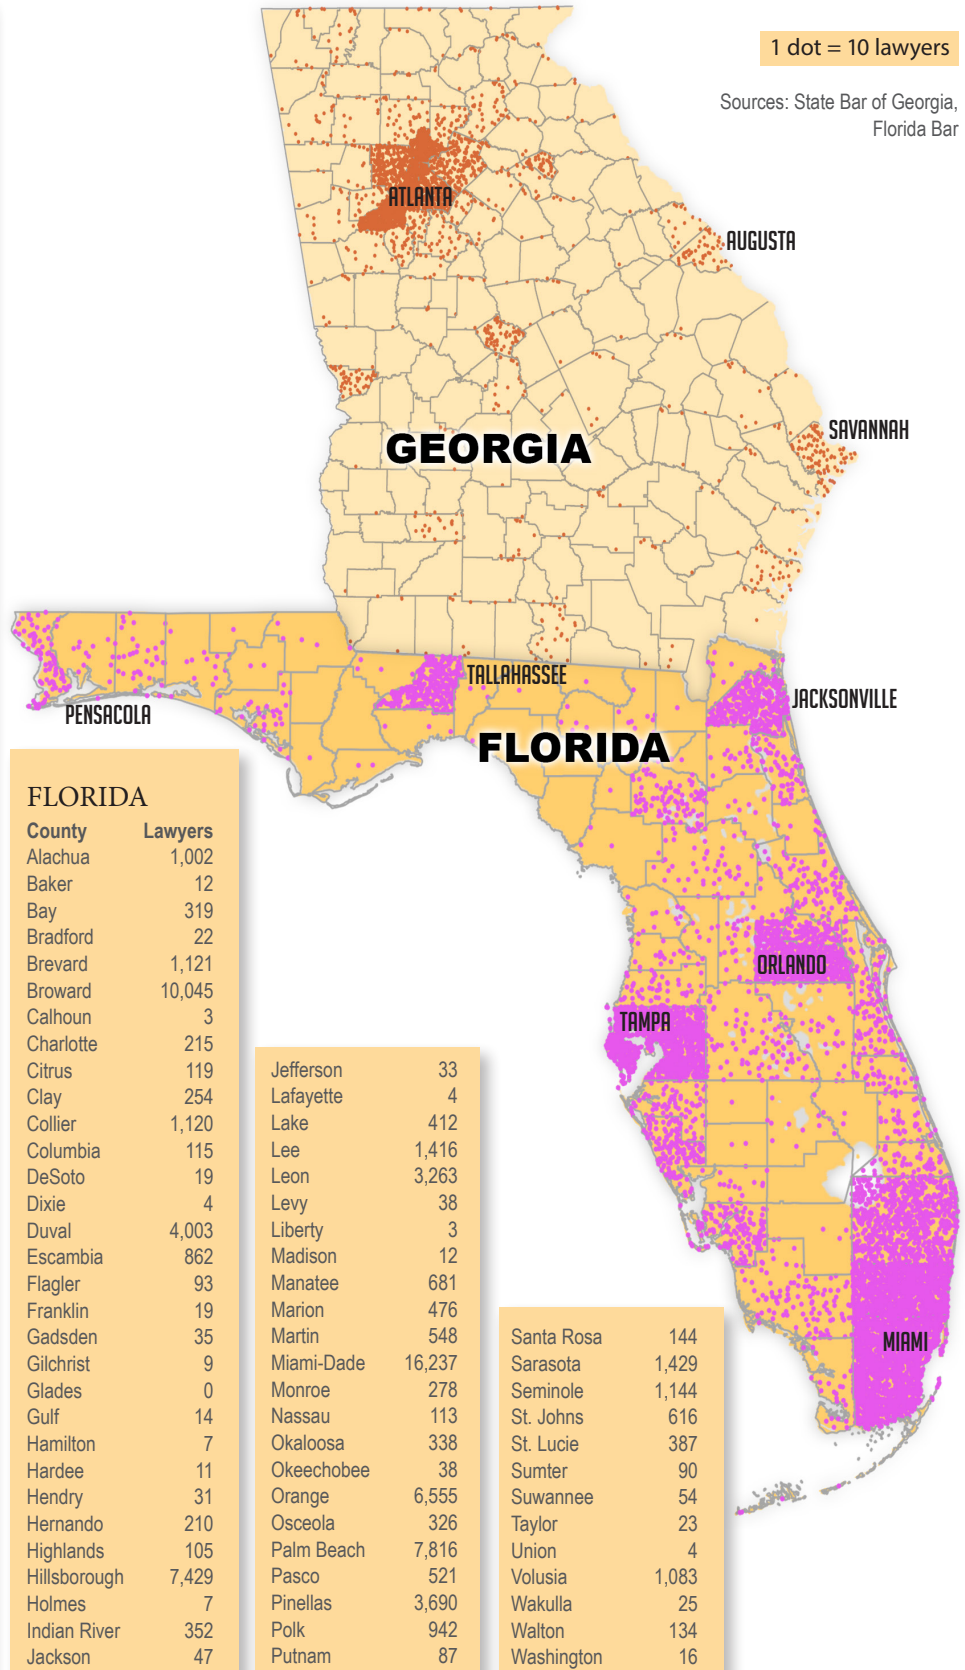 1 dot = 10 lawyers
Sources: State Bar of Georgia,
Florida Bar
ATLANTA
AUGUSTA
SAVANNAH
GEORGIA
TALLAHASSEE
PENSACOLA
JACKSONVILLE
FLORIDA
ORLANDO
TAMPA
MIAMI
FLORIDA
County Lawyers
Alachua 1,002
Baker 12
Bay 319
Bradford 22
Brevard 1,121
Broward 10,045
Calhoun 3
Charlotte 215
Citrus 119
Clay 254
Collier 1,120
Columbia 115
DeSoto 19
Dixie 4
Duval 4,003
Escambia 862
Flagler 93
Franklin 19
Gadsden 35
Gilchrist 9
Glades 0
Gulf 14
Hamilton 7
Hardee 11
Hendry 31
Hernando 210
Highlands 105
Hillsborough 7,429
Holmes 7
Indian River 352
Jackson 47
Jefferson 33
Lafayette 4
Lake 412
Lee 1,416
Leon 3,263
Levy 38
Liberty 3
Madison 12
Manatee 681
Marion 476
Martin 548
Miami-Dade 16,237
Monroe 278
Nassau 113
Okaloosa 338
Okeechobee 38
Orange 6,555
Osceola 326
Palm Beach 7,816
Pasco 521
Pinellas 3,690
Polk 942
Putnam 87
Santa Rosa 144
Sarasota 1,429
Seminole 1,144
St. Johns 616
St. Lucie 387
Sumter 90
Suwannee 54
Taylor 23
Union 4
Volusia 1,083
Wakulla 25
Walton 134
Washington 16